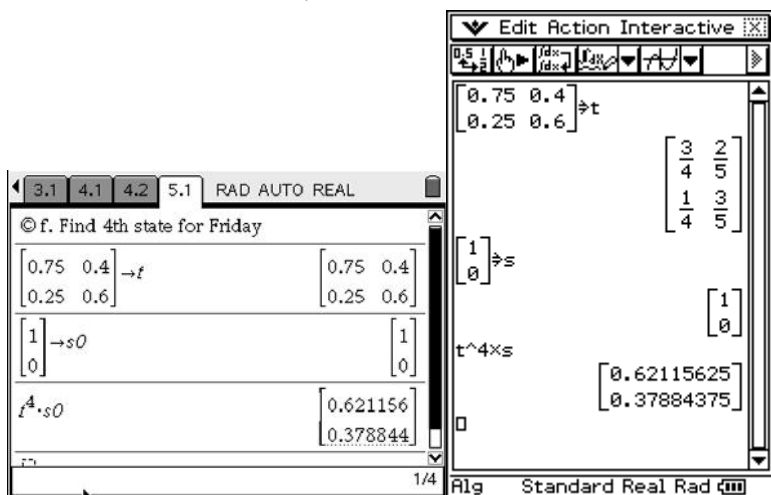 3.1 4.1 4.2 5.1 RAD AUTO REAL
© f. Find 4th state for Friday
[0.75 0.4
0.25 0.6]→t [0.75 0.4
0.25 0.6]
[1
0]→s0 [1
0]
t⁴·s0 [0.621156
0.378844]
1/4
Edit Action Interactive
[0.75 0.4
0.25 0.6]⇒t
[3/4 2/5
1/4 3/5]
[1
0]⇒s
[1
0]
t^4×s
[0.62115625
0.37884375]
Alg Standard Real Rad